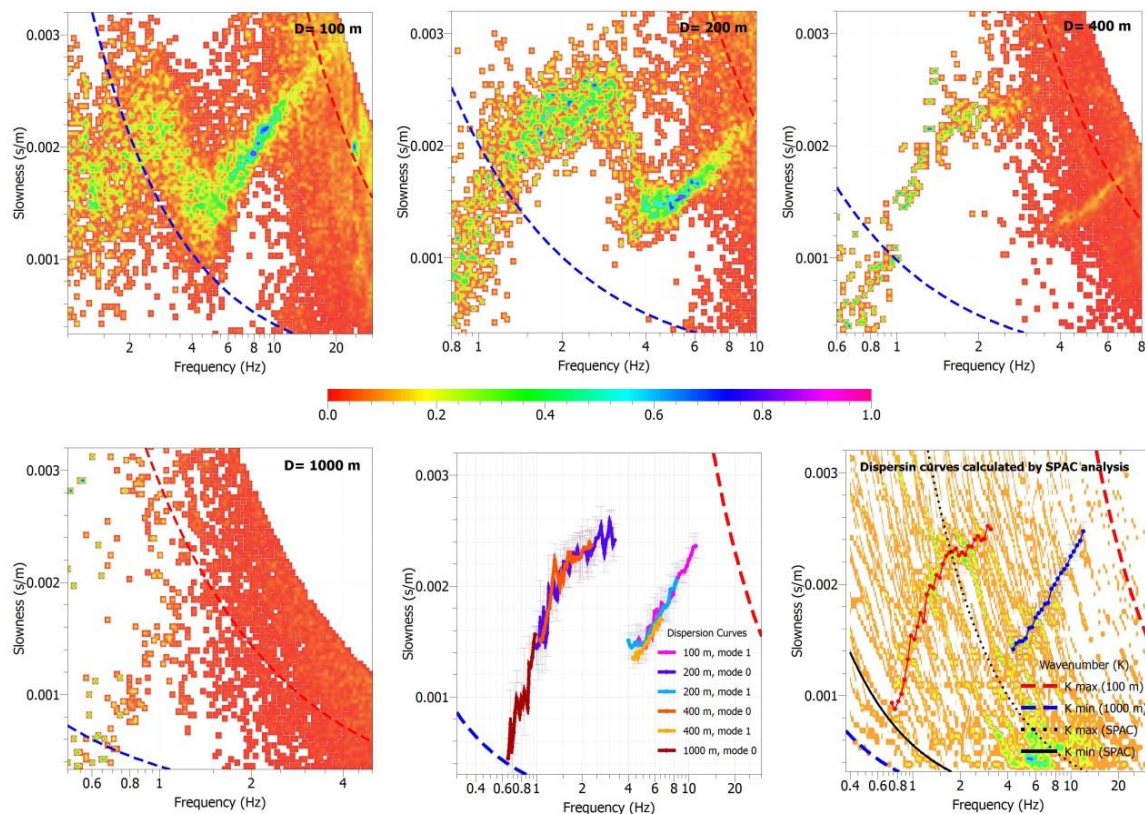 D= 100 m
0.003
0.002
0.001
Slowness (s/m)
2 4 6 8 10 20
Frequency (Hz)
D= 200 m
0.003
0.002
0.001
Slowness (s/m)
0.8 1 2 4 6 8 10
Frequency (Hz)
D= 400 m
0.003
0.002
0.001
Slowness (s/m)
0.6 0.8 1 2 4 6 8
Frequency (Hz)
0.0 0.2 0.4 0.6 0.8 1.0
D= 1000 m
0.003
0.002
0.001
Slowness (s/m)
0.6 0.8 1 2 4
Frequency (Hz)
0.003
0.002
0.001
Slowness (s/m)
Dispersion Curves
100 m, mode 1
200 m, mode 0
200 m, mode 1
400 m, mode 0
400 m, mode 1
1000 m, mode 0
0.4 0.60.81 2 4 6 8 10 20
Frequency (Hz)
Dispersin curves calculated by SPAC analysis
0.003
0.002
0.001
Slowness (s/m)
Wavenumber (K)
K max (100 m)
K min (1000 m)
K max (SPAC)
K min (SPAC)
0.4 0.60.81 2 4 6 8 10 20
Frequency (Hz)